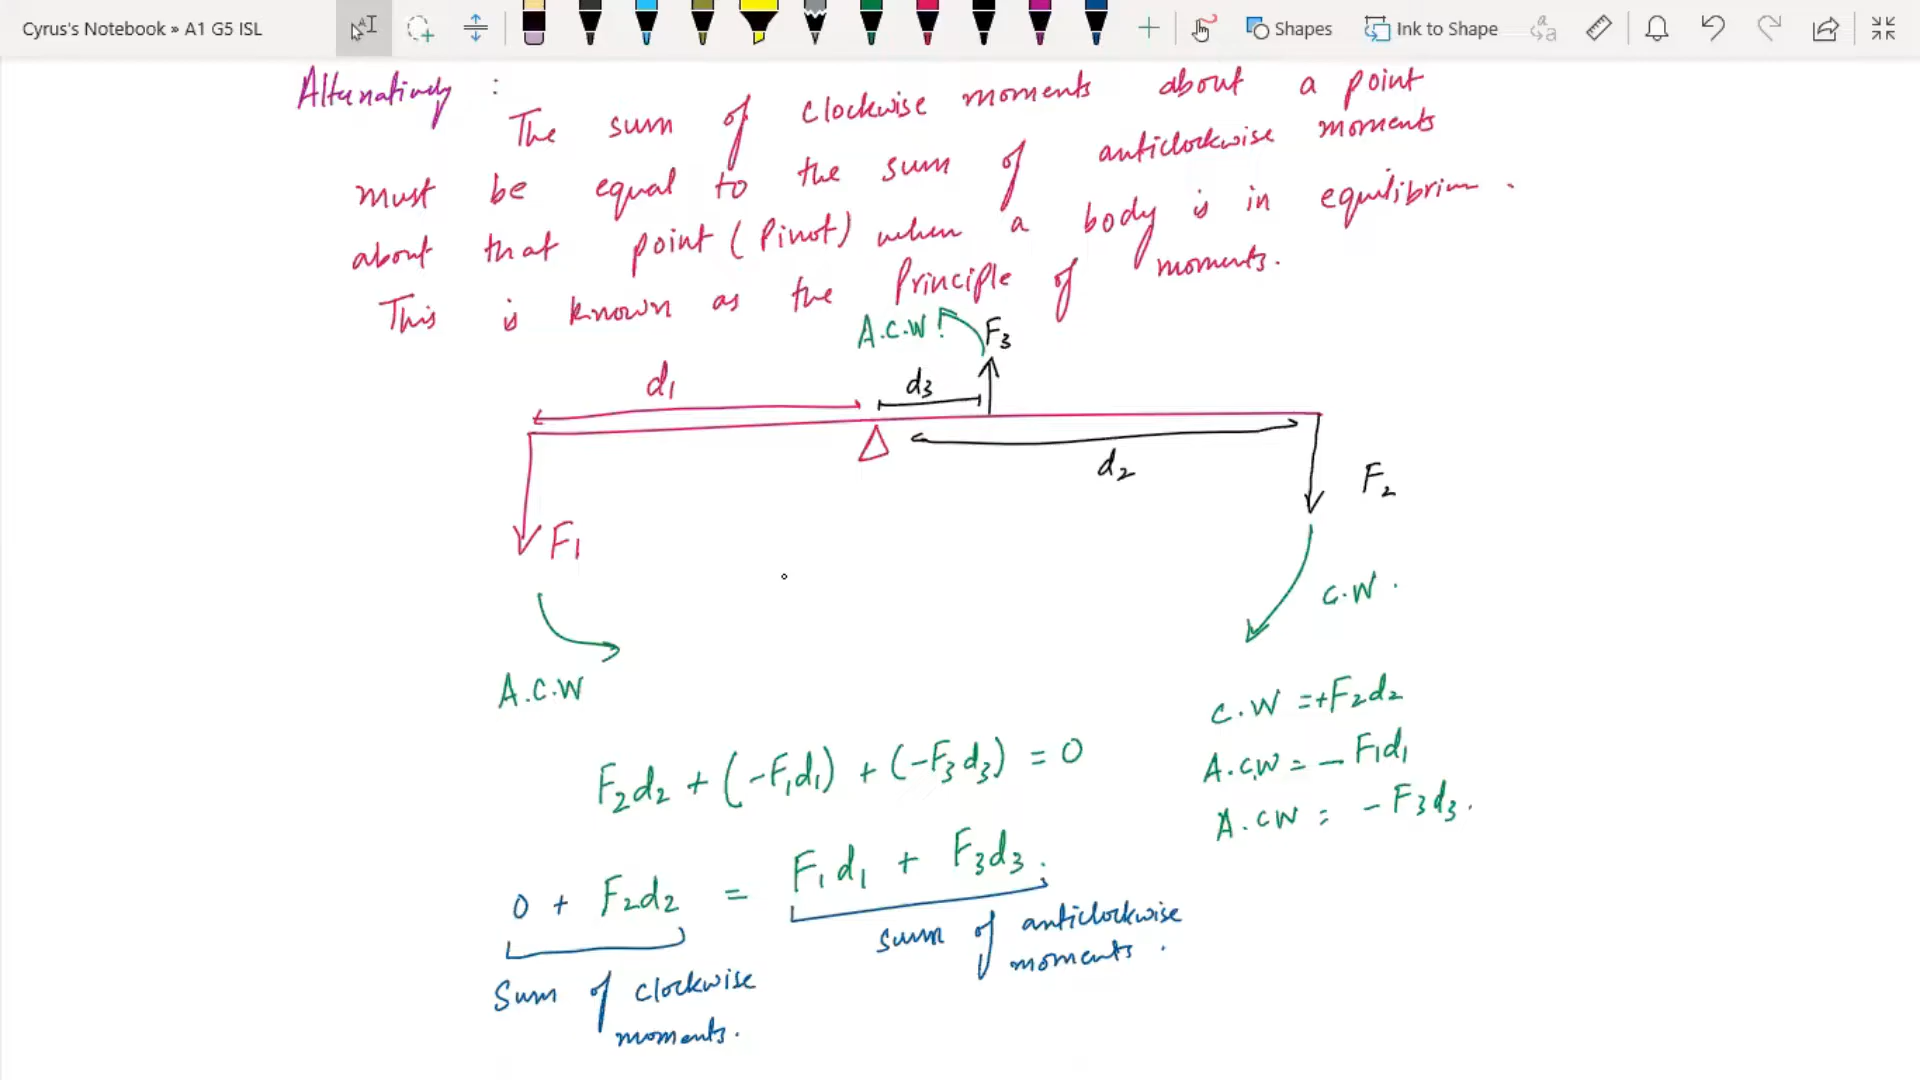 Cyrus's Notebook » A1 G5 ISL
Shapes
Ink to Shape
Alternatively :
The sum of clockwise moments about a point
must be equal to the sum of anticlockwise moments
about that point (Pivot) when a body is in equilibrium.
This is known as the Principle of moments.
A.C.W
F3
d1
d3
d2
F2
F1
C.W.
A.C.W
C.W = +F2d2
A.C.W = - F1d1
A.CW = - F3d3.
F2d2 + (-F1d1) + (-F3d3) = 0
0 + F2d2 = F1d1 + F3d3.
Sum of anticlockwise
moments.
Sum of clockwise
moments.